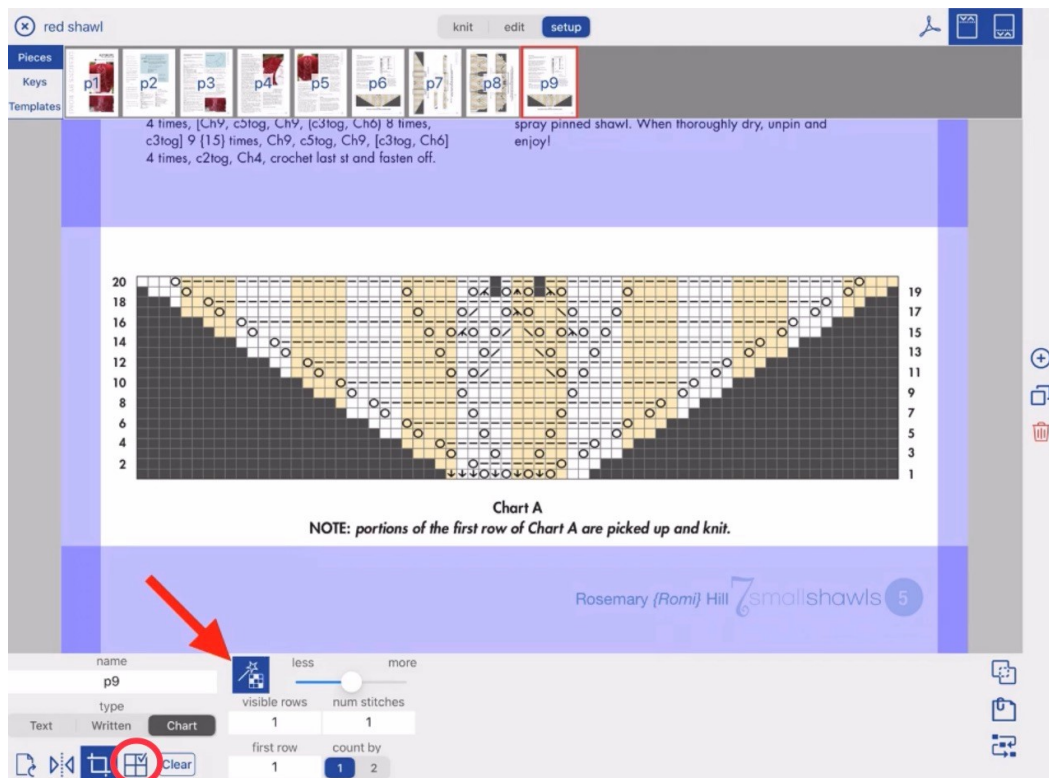 red shawl
knit edit setup
Pieces
Keys
Templates
p1 p2 p3 p4 p5 p6 p7 p8 p9
4 times, [Ch9, c5tog, Ch9, (c3tog, Ch6) 8 times,
c3tog] 9 {15} times, Ch9, c5tog, Ch9, [c3tog, Ch6]
4 times, c2tog, Ch4, crochet last st and fasten off.
spray pinned shawl. When thoroughly dry, unpin and
enjoy!
20
19
18
17
16
15
14
13
12
11
10
9
8
7
6
5
4
3
2
1
Chart A
NOTE: portions of the first row of Chart A are picked up and knit.
Rosemary {Romi} Hill 7smallshawls 5
name
p9
type
Text Written Chart
Clear
less more
visible rows num stitches
1 1
first row count by
1 1 2